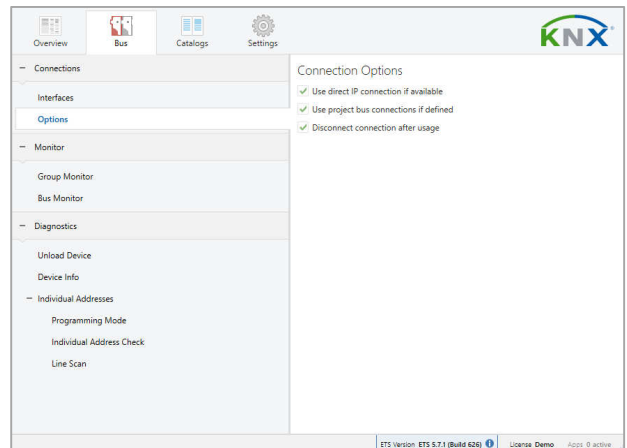 Overview Bus Catalogs Settings
KNX
− Connections
Interfaces
Options
− Monitor
Group Monitor
Bus Monitor
− Diagnostics
Unload Device
Device Info
− Individual Addresses
Programming Mode
Individual Address Check
Line Scan
Connection Options
Use direct IP connection if available
Use project bus connections if defined
Disconnect connection after usage
ETS Version ETS 5.7.1 (Build 626) License Demo Apps 0 active